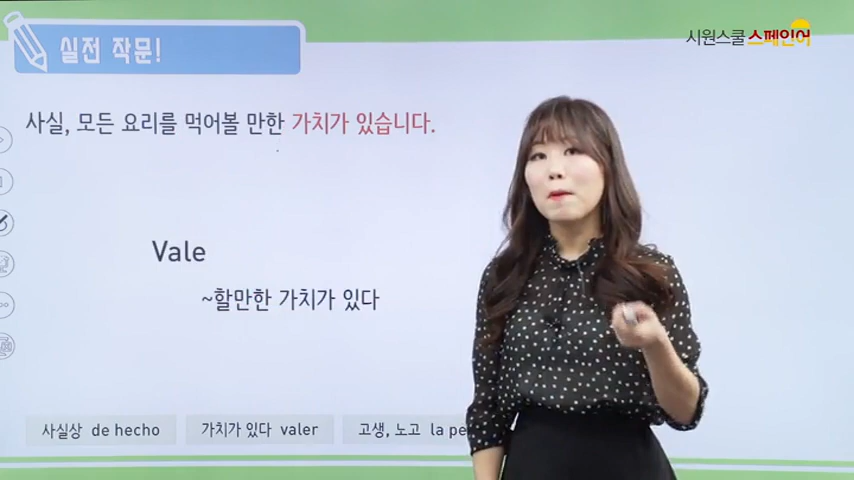 실전 작문!
시원스쿨 스페인어
사실, 모든 요리를 먹어볼 만한 가치가 있습니다.
Vale
~할만한 가치가 있다
사실상 de hecho
가치가 있다 valer
고생, 노고 la